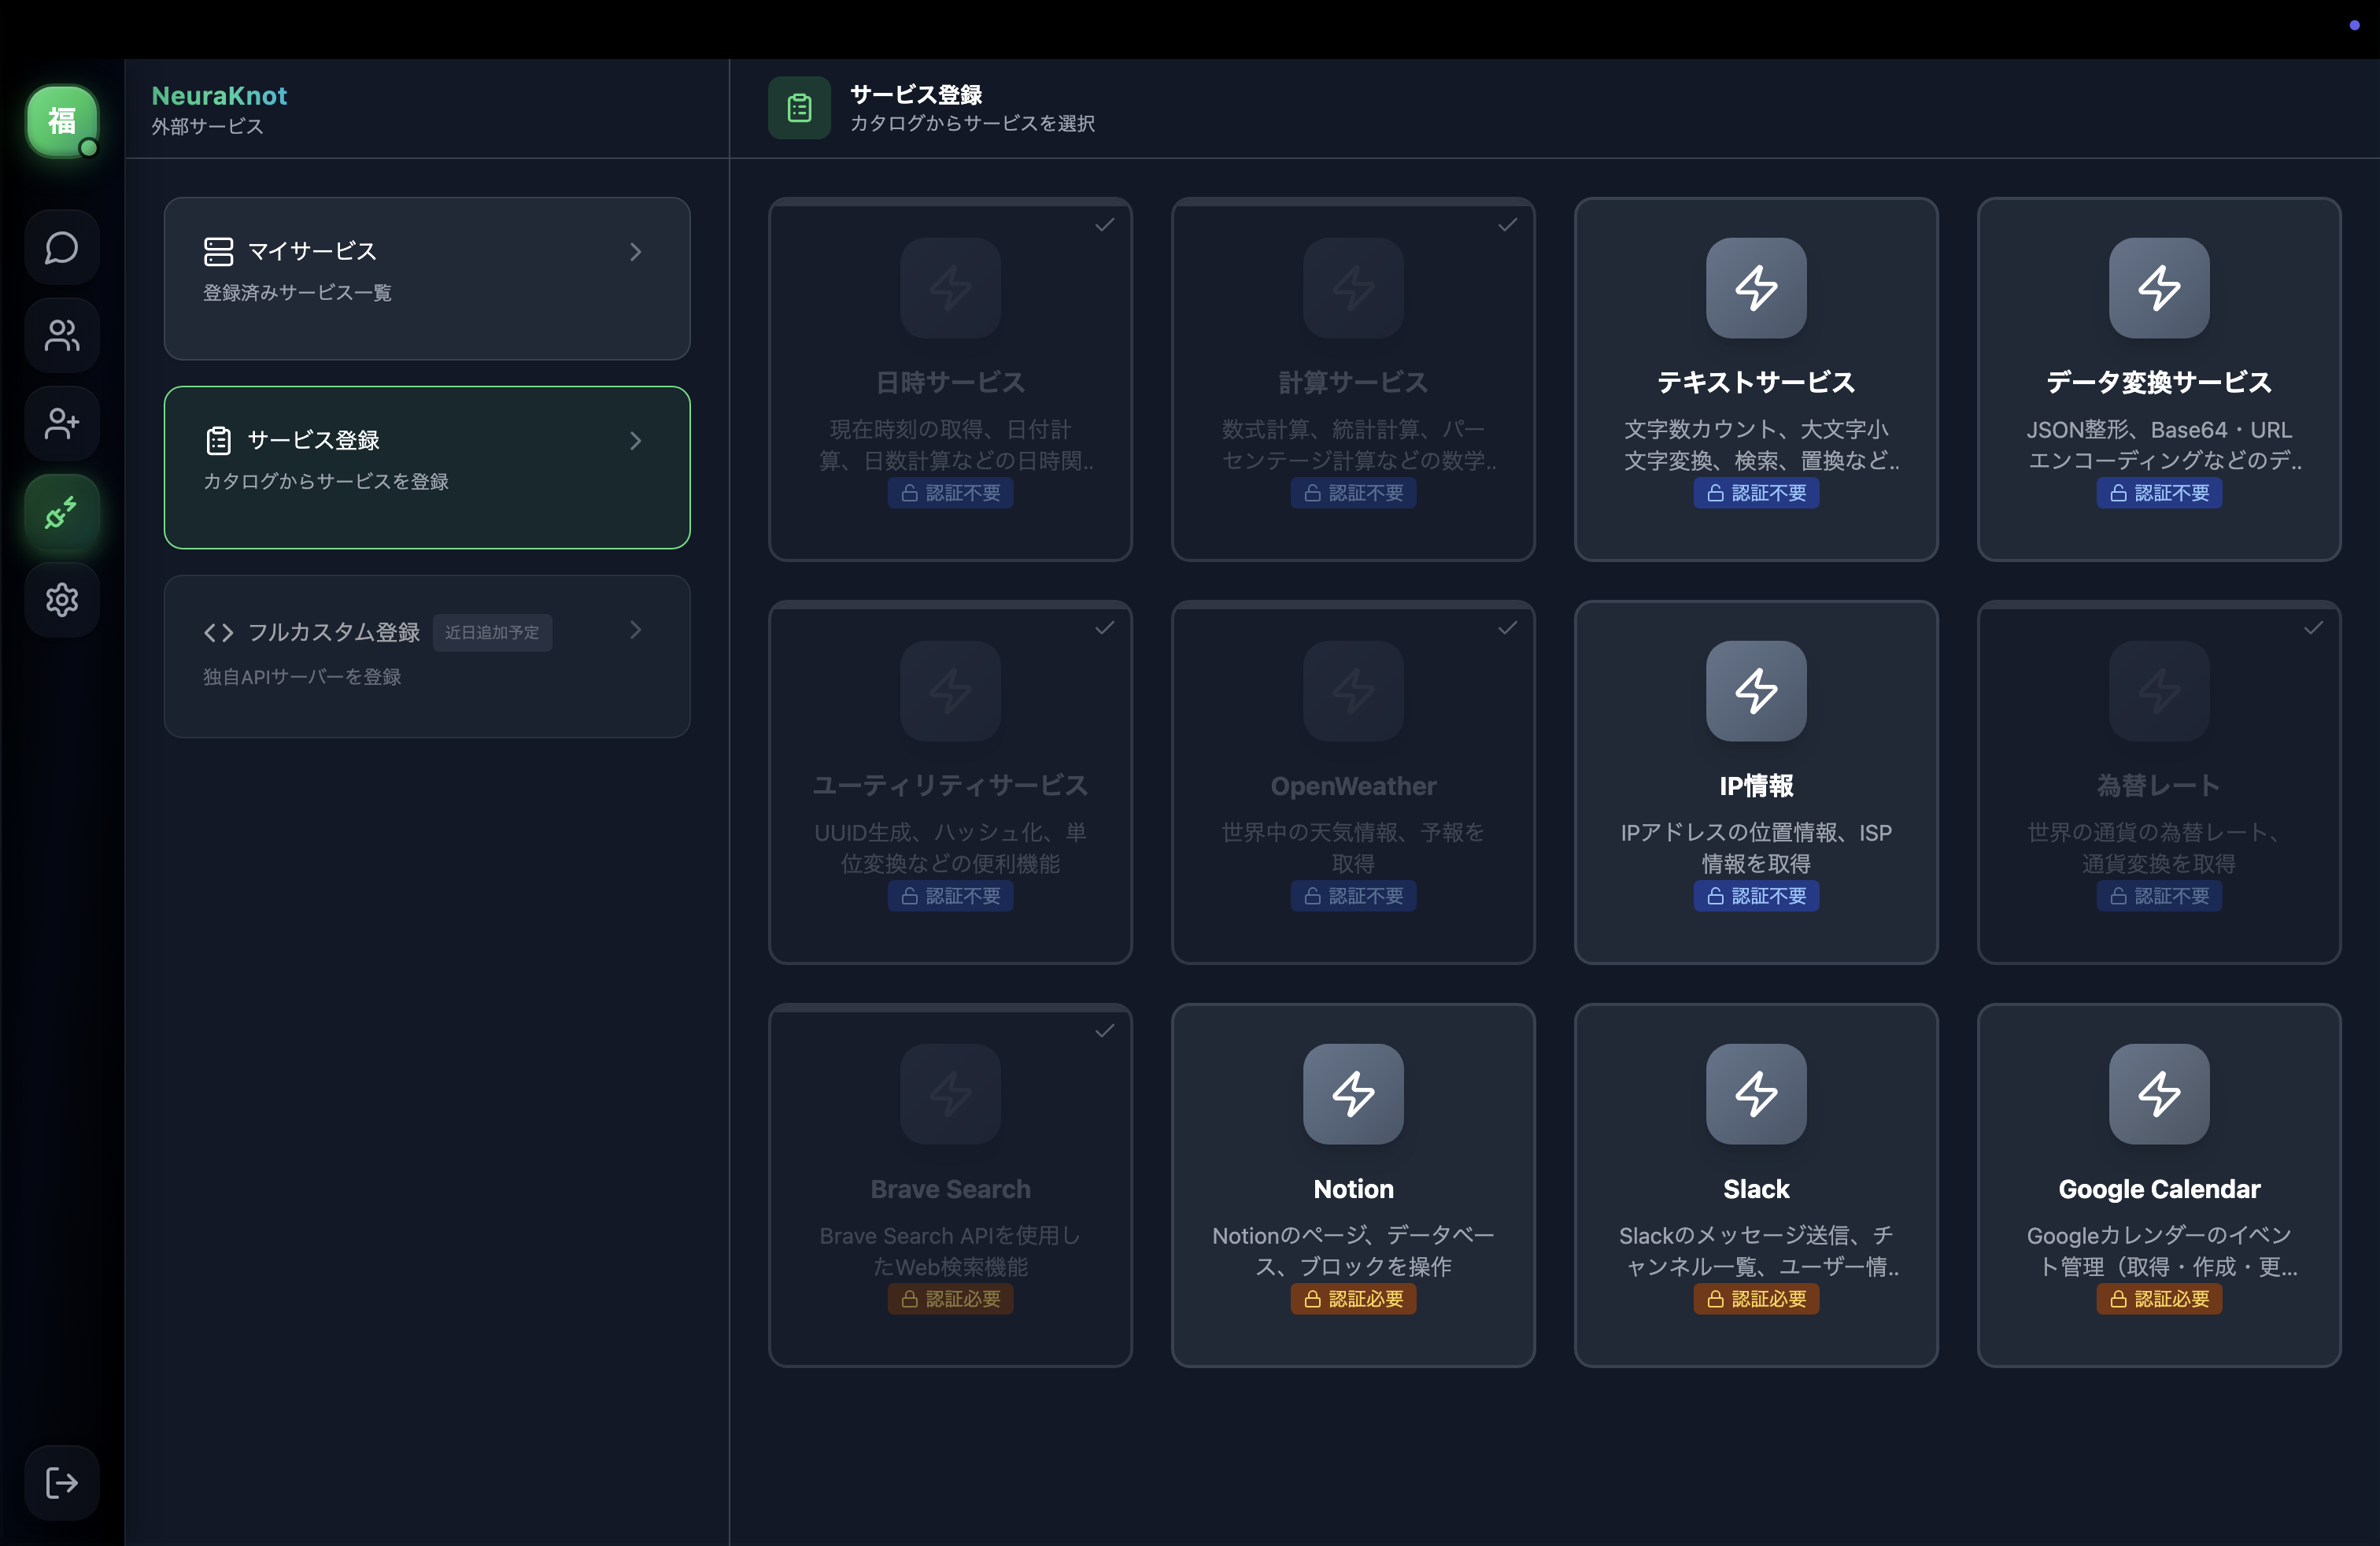 福
NeuraKnot
外部サービス
マイサービス
登録済みサービス一覧
サービス登録
カタログからサービスを登録
フルカスタム登録
近日追加予定
独自APIサーバーを登録
サービス登録
カタログからサービスを選択
日時サービス
現在時刻の取得、日付計
算、日数計算などの日時関..
認証不要
計算サービス
数式計算、統計計算、パー
センテージ計算などの数学..
認証不要
テキストサービス
文字数カウント、大文字小
文字変換、検索、置換など..
認証不要
データ変換サービス
JSON整形、Base64・URL
エンコーディングなどのデ..
認証不要
ユーティリティサービス
UUID生成、ハッシュ化、単
位変換などの便利機能
認証不要
OpenWeather
世界中の天気情報、予報を
取得
認証不要
IP情報
IPアドレスの位置情報、ISP
情報を取得
認証不要
為替レート
世界の通貨の為替レート、
通貨変換を取得
認証不要
Brave Search
Brave Search APIを使用し
たWeb検索機能
認証必要
Notion
Notionのページ、データベー
ス、ブロックを操作
認証必要
Slack
Slackのメッセージ送信、チ
ャンネル一覧、ユーザー情..
認証必要
Google Calendar
Googleカレンダーのイベン
ト管理（取得・作成・更...
認証必要